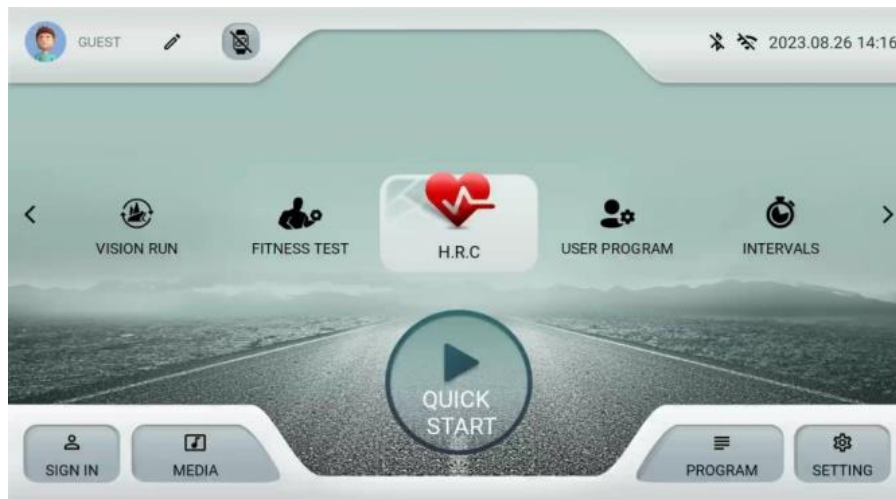 GUEST
2023.08.26 14:16
VISION RUN
FITNESS TEST
H.R.C
USER PROGRAM
INTERVALS
QUICK
START
SIGN IN
MEDIA
PROGRAM
SETTING